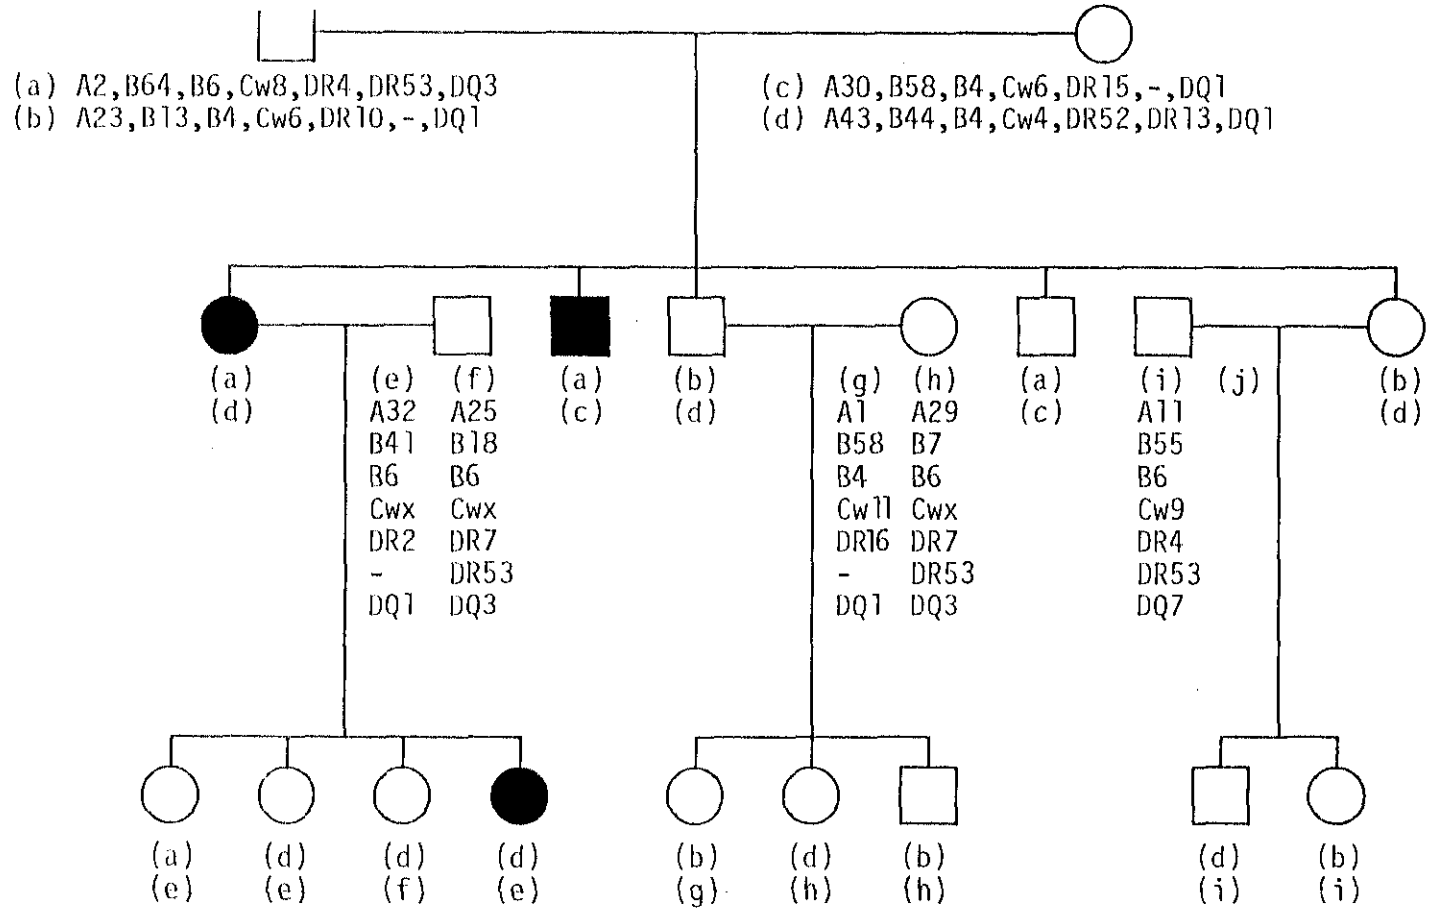 (a) A2,B64,B6,Cw8,DR4,DR53,DQ3
(b) A23,B13,B4,Cw6,DR10,-,DQ1
(c) A30,B58,B4,Cw6,DR15,-,DQ1
(d) A43,B44,B4,Cw4,DR52,DR13,DQ1
(a) (e) (f) (a) (b) (g) (h) (a) (i) (j) (b)
(d) A32 A25 (c) (d) A1 A29 (c) A11 (d)
B41 B18 B58 B7 B55
B6 B6 B4 B6 B6
Cwx Cwx Cw11 Cwx Cw9
DR2 DR7 DR16 DR7 DR4
- DR53 - DR53 DR53
DQ1 DQ3 DQ1 DQ3 DQ7
(a) (d) (d) (d) (b) (d) (b) (d) (b)
(e) (e) (f) (e) (g) (h) (h) (i) (i)